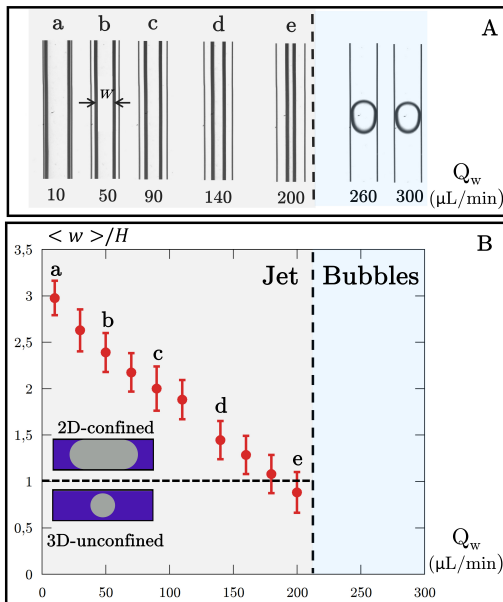 a b c d e A
w
10 50 90 140 200 260 300
Q_w
(μL/min)
< w > /H B
3,5
3
2,5
2
1,5
1
0,5
0
Jet Bubbles
a
b
c
d
e
2D-confined
3D-unconfined
0 50 100 150 200 250 300
Q_w
(μL/min)